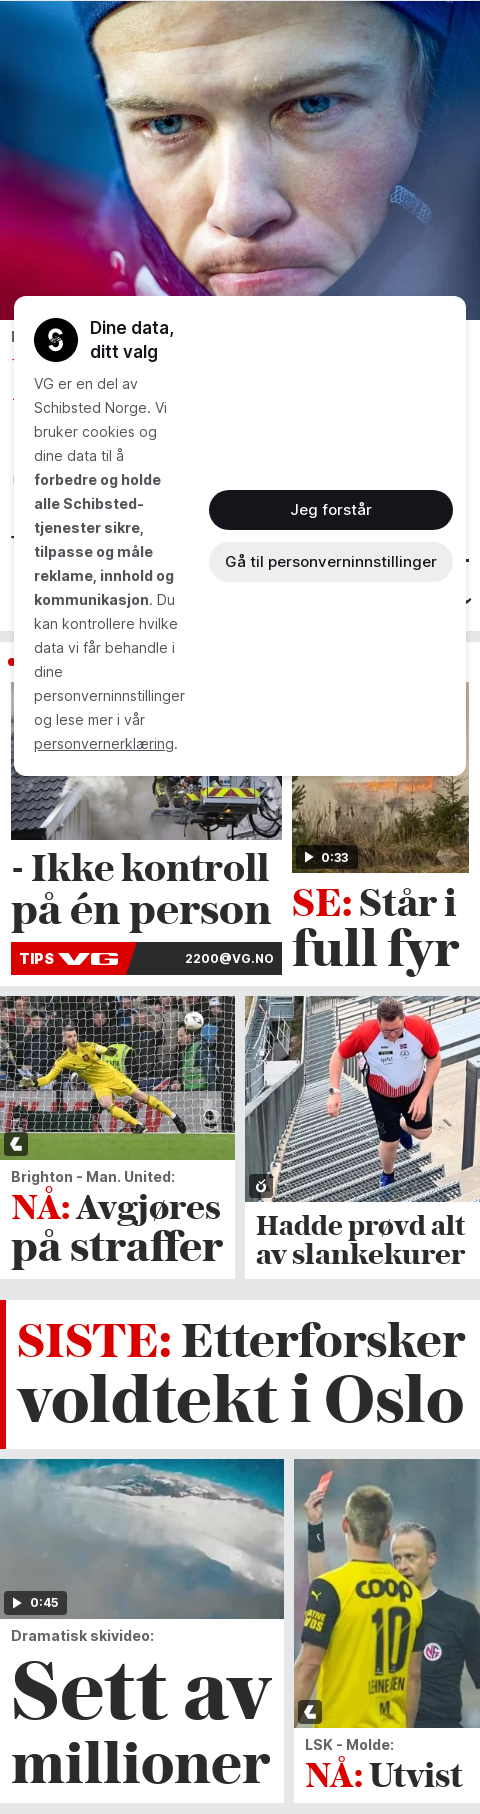 Dine data,
ditt valg
VG er en del av
Schibsted Norge. Vi
bruker cookies og
dine data til å
forbedre og holde
alle Schibsted-
tjenester sikre,
tilpasse og måle
reklame, innhold og
kommunikasjon. Du
kan kontrollere hvilke
data vi får behandle i
dine
personverninnstillinger
og lese mer i vår
personvernerklæring.
Jeg forstår
Gå til personverninnstillinger
- Ikke kontroll
på én person
TIPS VG 2200@VG.NO
0:33
SE: Står i
full fyr
Brighton - Man. United:
NÅ: Avgjøres
på straffer
Hadde prøvd alt
av slankekurer
SISTE: Etterforsker
voldtekt i Oslo
0:45
Dramatisk skivideo:
Sett av
millioner
coop
10
LSK - Molde:
NÅ: Utvist